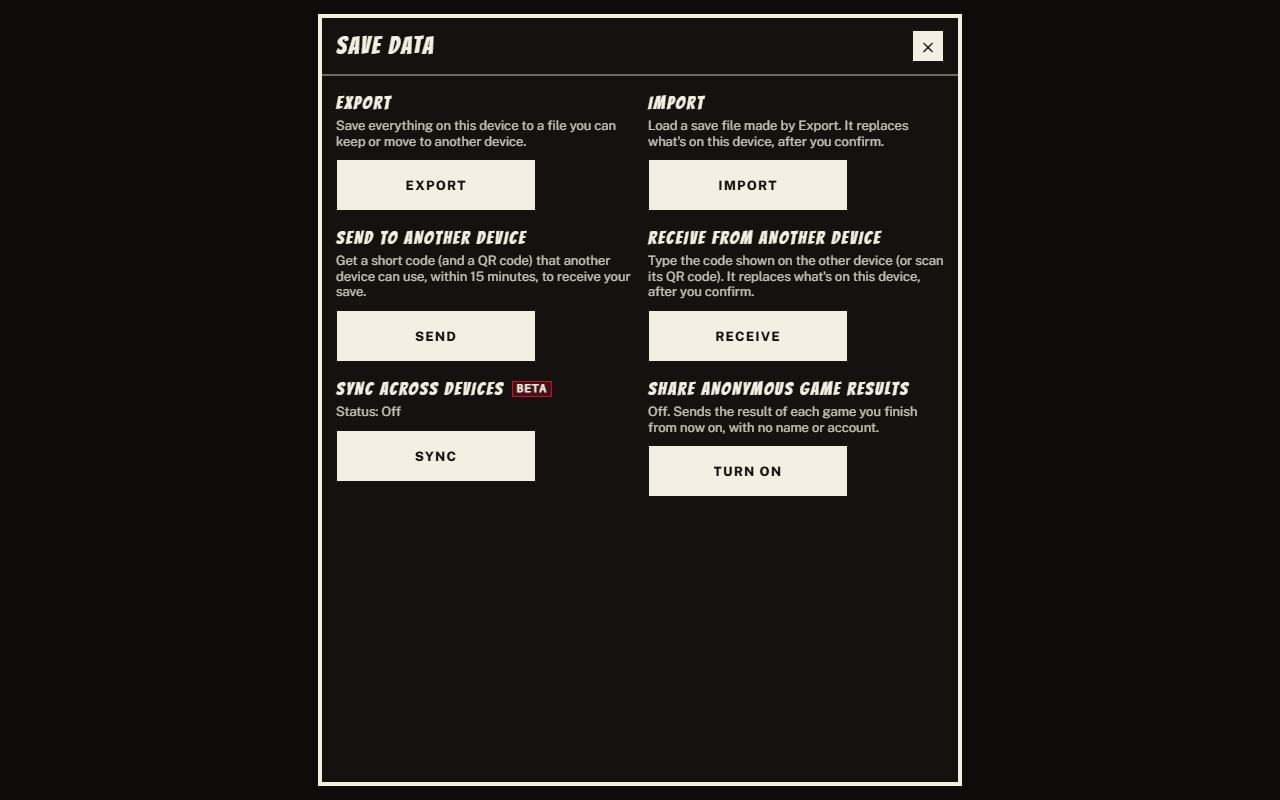 SAVE DATA
×
EXPORT
Save everything on this device to a file you can
keep or move to another device.
EXPORT
IMPORT
Load a save file made by Export. It replaces
what's on this device, after you confirm.
IMPORT
SEND TO ANOTHER DEVICE
Get a short code (and a QR code) that another
device can use, within 15 minutes, to receive your
save.
SEND
RECEIVE FROM ANOTHER DEVICE
Type the code shown on the other device (or scan
its QR code). It replaces what's on this device,
after you confirm.
RECEIVE
SYNC ACROSS DEVICES BETA
Status: Off
SYNC
SHARE ANONYMOUS GAME RESULTS
Off. Sends the result of each game you finish
from now on, with no name or account.
TURN ON